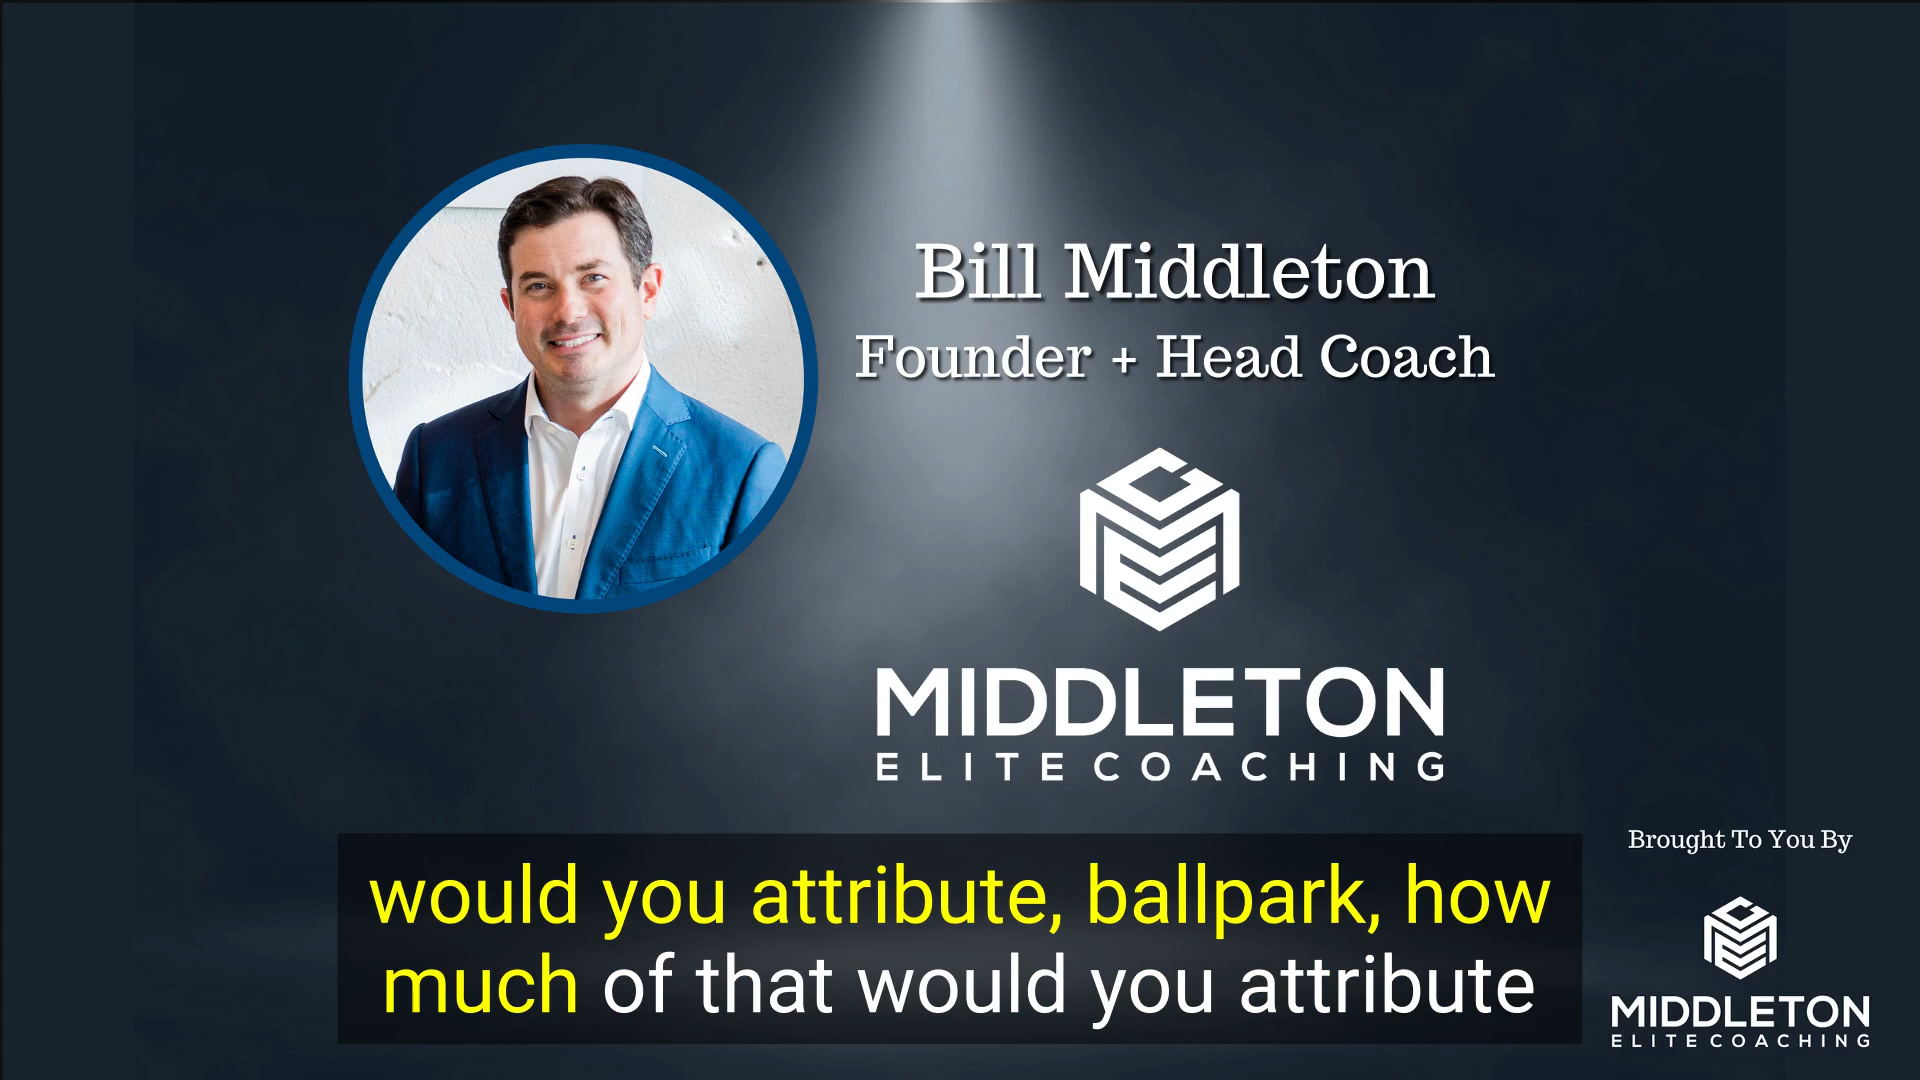 Bill Middleton
Founder + Head Coach
MIDDLETON
ELITE COACHING
would you attribute, ballpark, how
much of that would you attribute
Brought To You By
MIDDLETON
ELITE COACHING